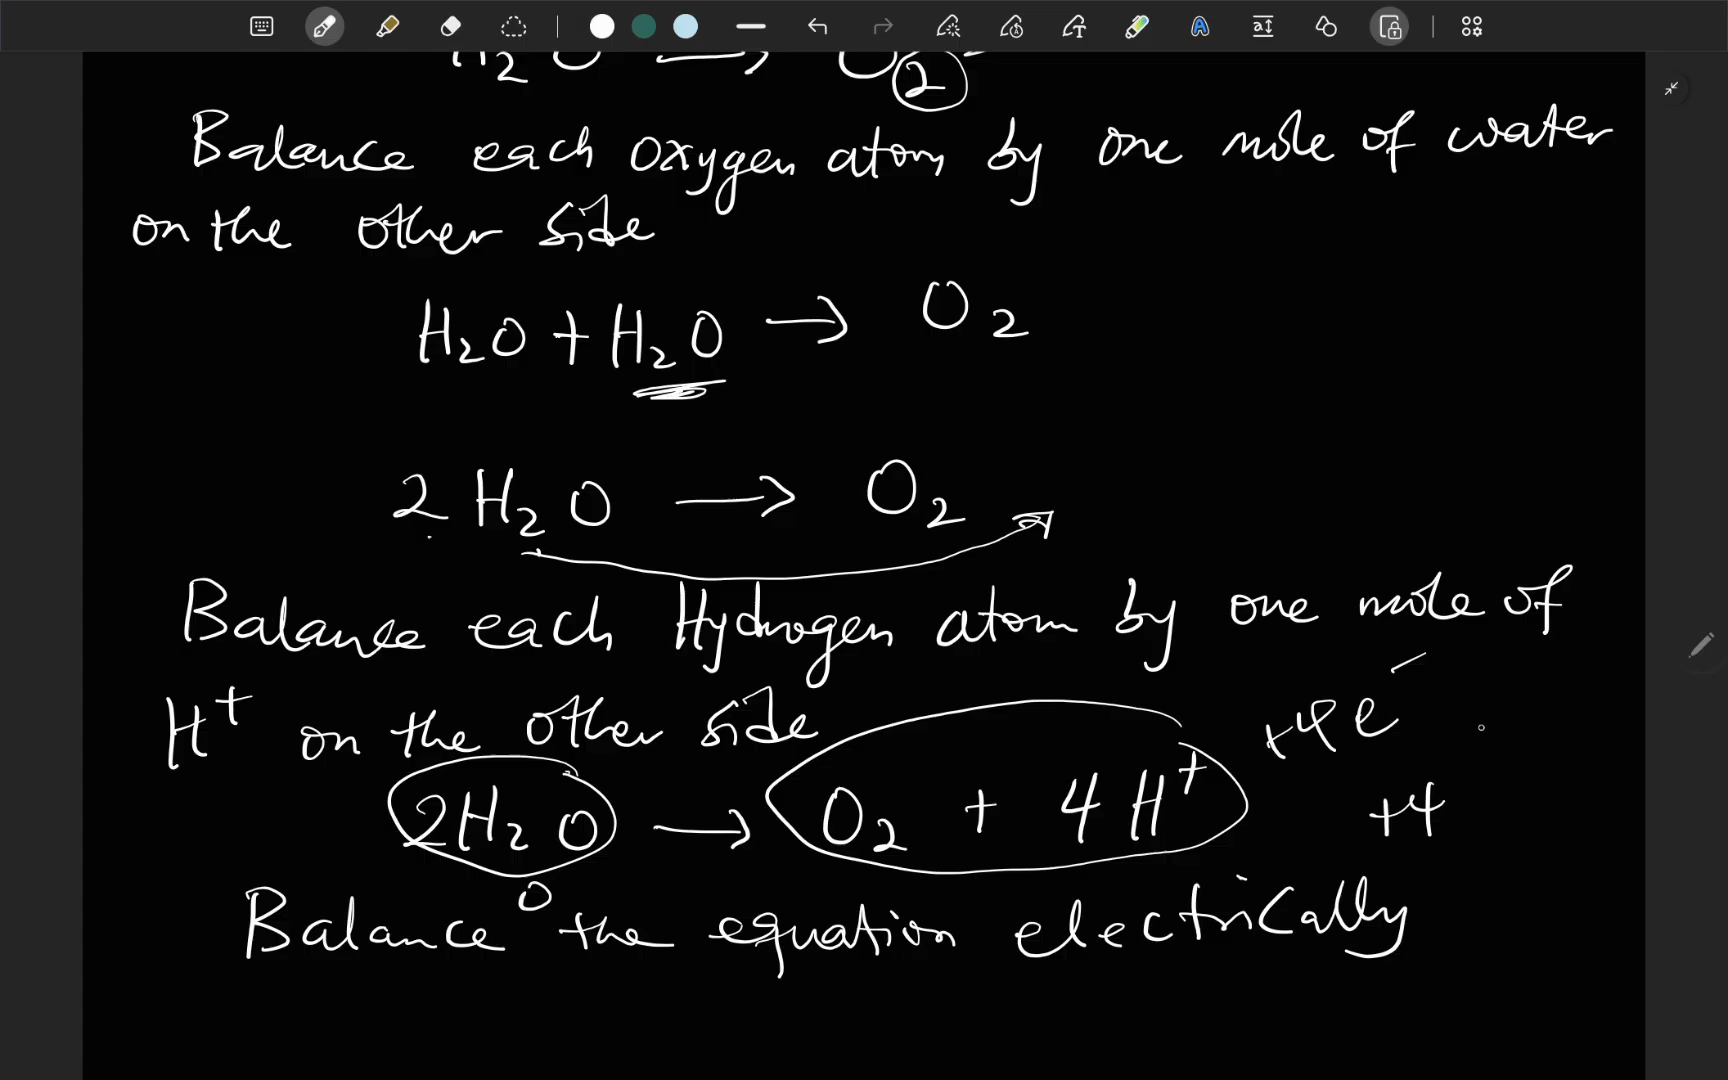 H₂O → O₂
Balance each oxygen atom by one mole of water
on the other side
H₂O + H₂O → O₂
2 H₂O → O₂
Balance each Hydrogen atom by one mole of
H⁺ on the other side
+4e⁻
2H₂O → O₂ + 4H⁺
+4
0
Balance the equation electrically